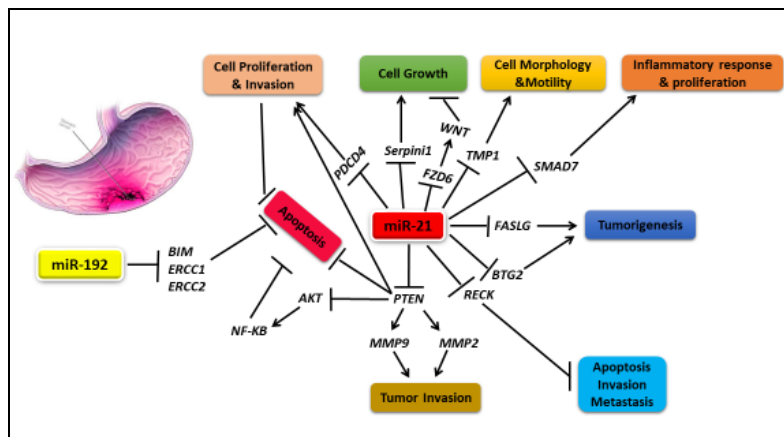 Cell Proliferation
& Invasion
Cell Growth
Cell Morphology
&Motility
Inflammatory response
& proliferation
PDCD4
Serpini1
WNT
FZD6
TMP1
SMAD7
Apoptosis
miR-21
FASLG
Tumorigenesis
miR-192
BIM
ERCC1
ERCC2
BTG2
RECK
NF-KB
AKT
PTEN
MMP9
MMP2
Tumor Invasion
Apoptosis
Invasion
Metastasis